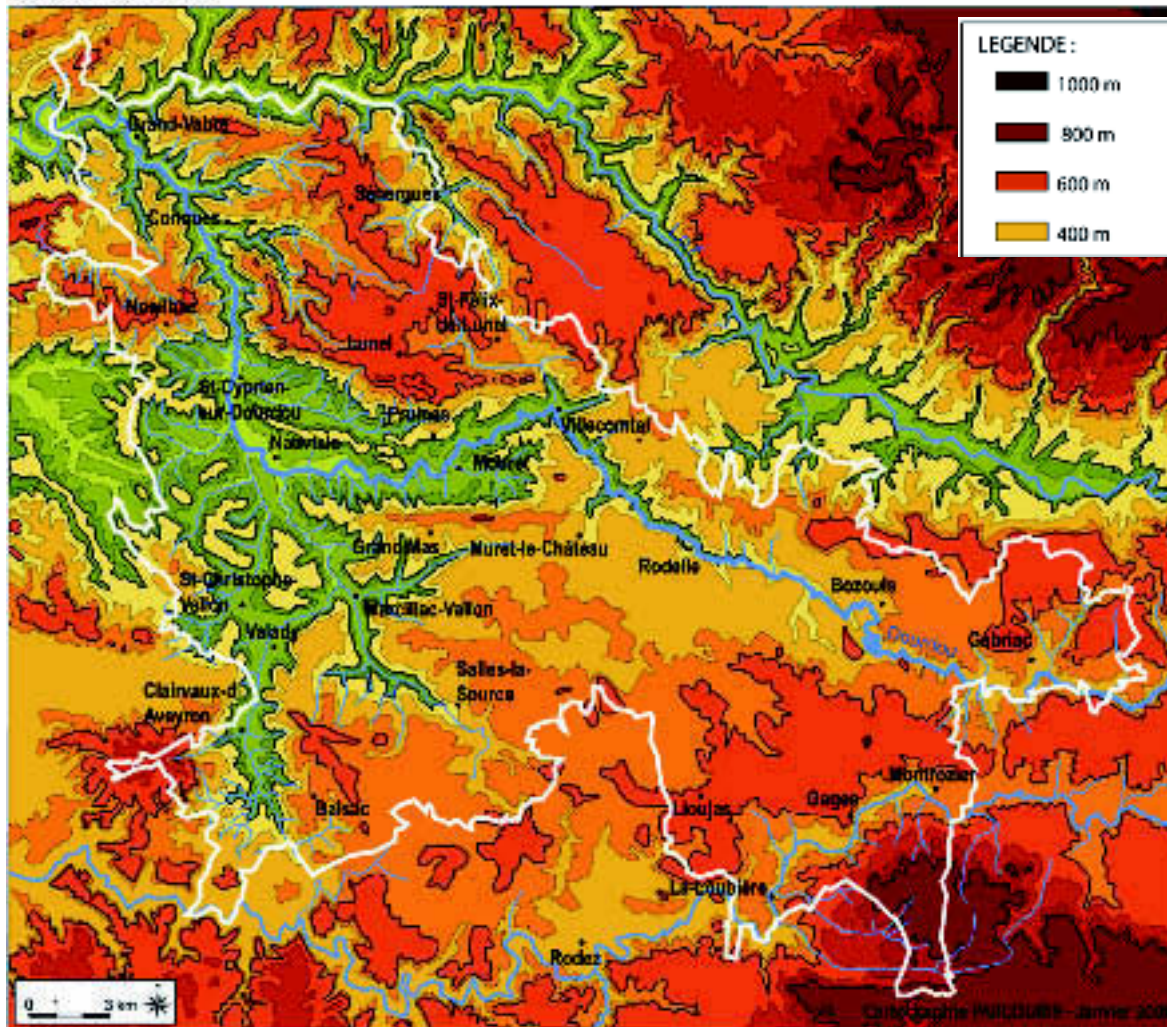 LEGENDE :
1000 m
800 m
600 m
400 m
Grand-Vabre
Sénergues
Conques
Noailhac
St-Félix-
de-Lunel
Lunel
St-Cyprien-
sur-Dourdou
Pruines
Villecomtal
Nauviale
Mouret
Grand-Mas
Muret-le-Château
Rodelle
Bozouls
St-Christophe-
Vallon
Marcillac-Vallon
Dourdou
Gabriac
Valady
Salles-la-
Source
Clairvaux-d
Aveyron
Montrozier
Gages
Balsac
Lioujas
La Loubière
Rodez
0 3 km
Cartographie
- Janvier